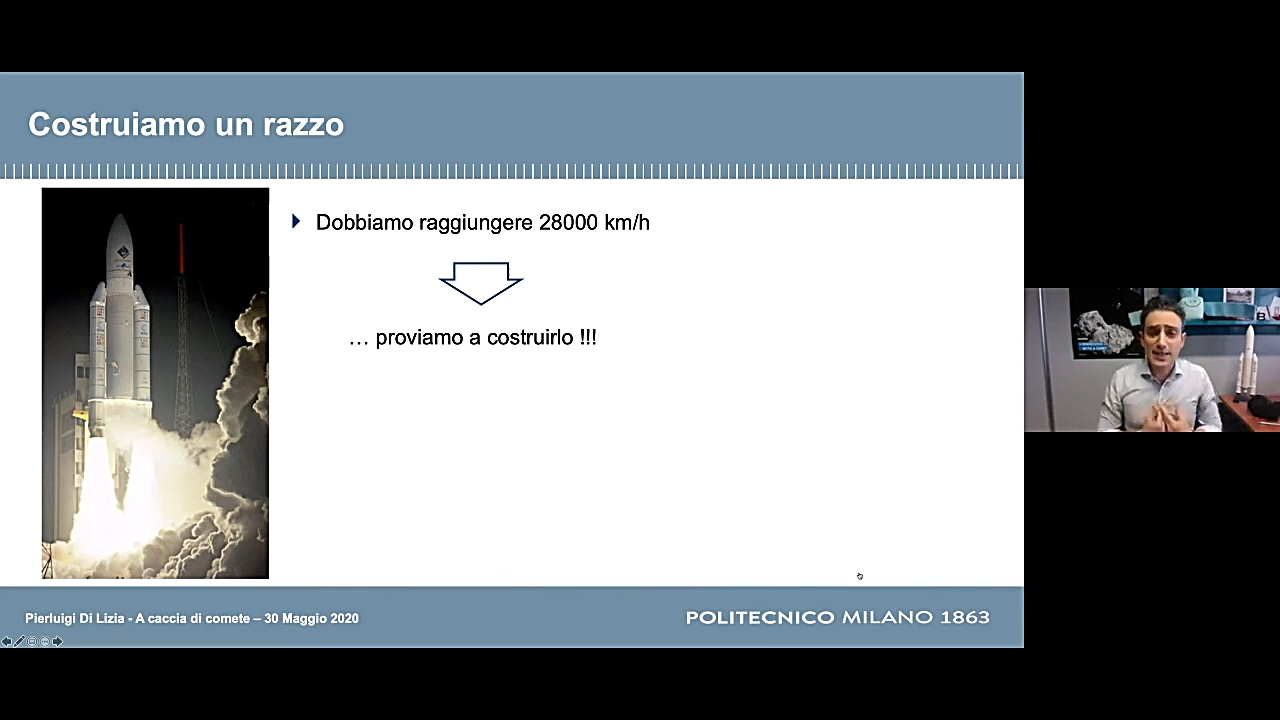 Costruiamo un razzo
Dobbiamo raggiungere 28000 km/h
… proviamo a costruirlo !!!
Pierluigi Di Lizia - A caccia di comete – 30 Maggio 2020
POLITECNICO MILANO 1863